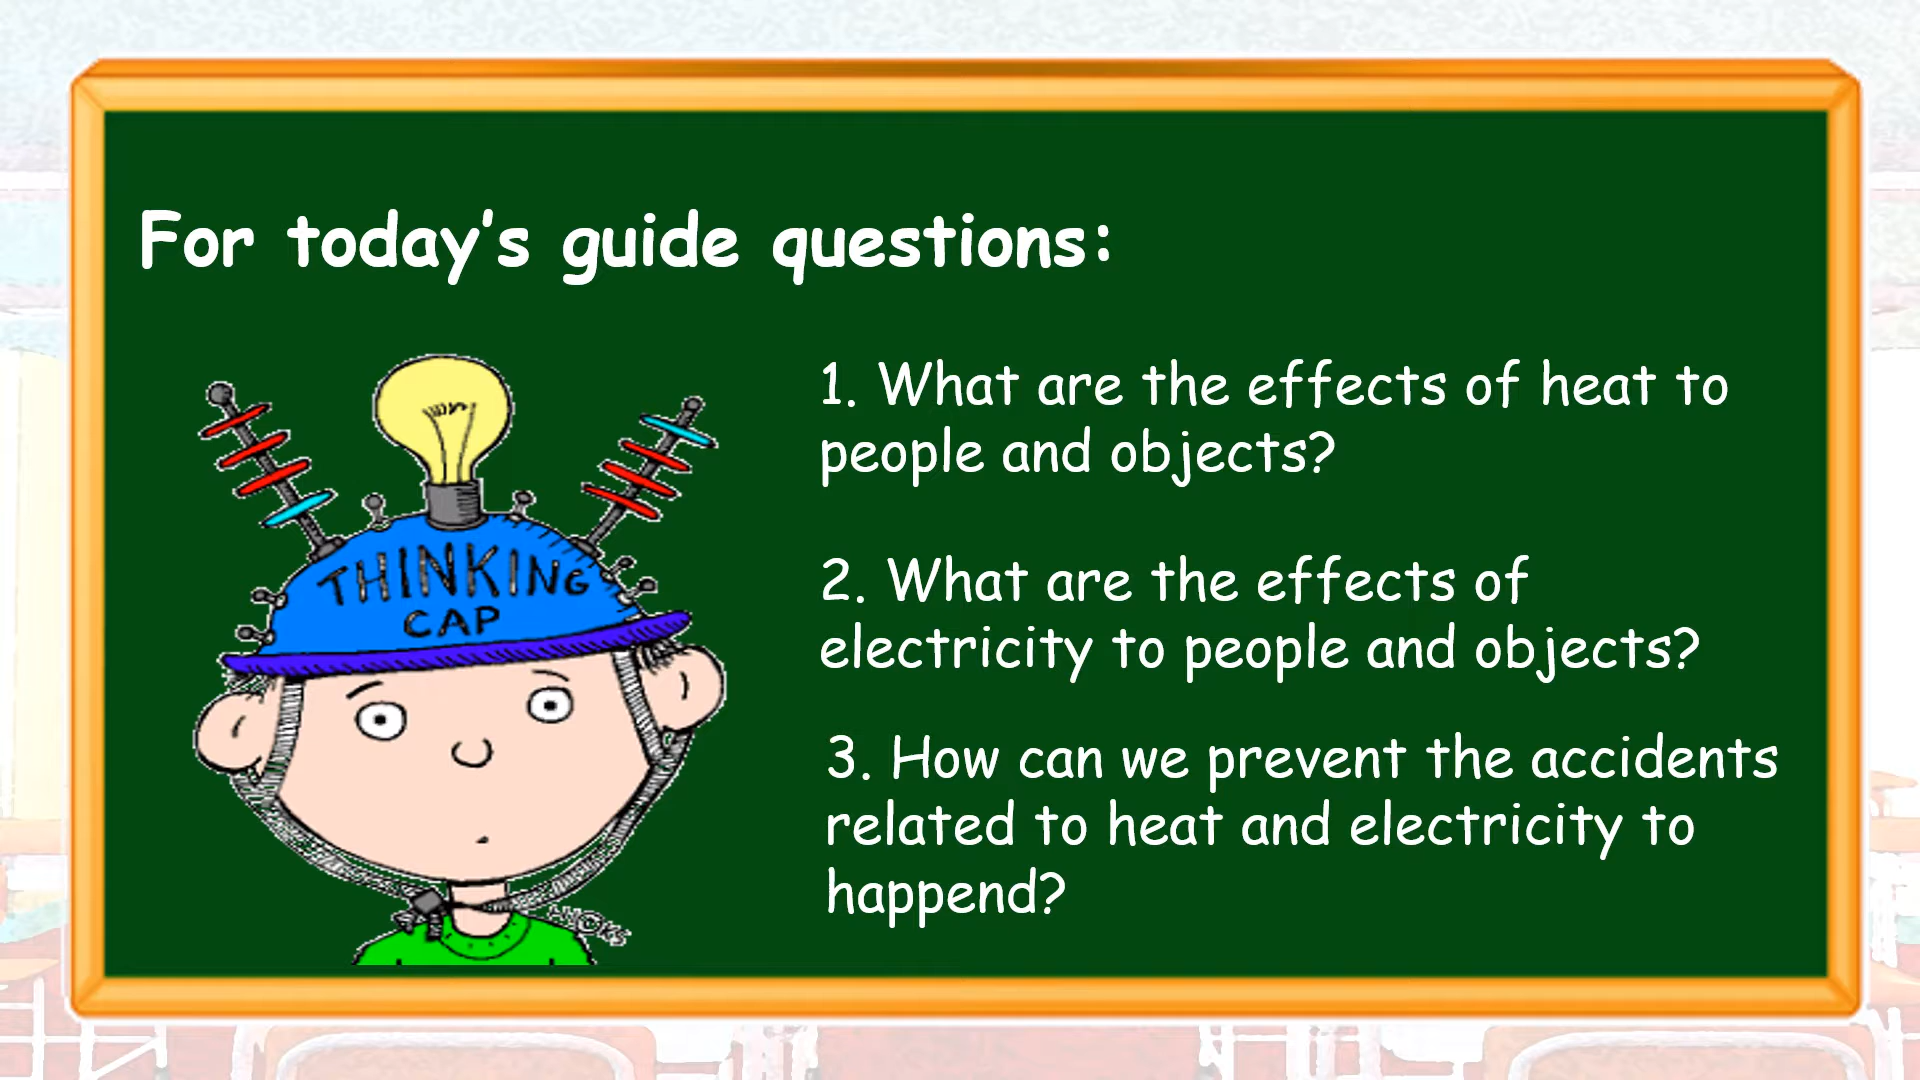 For today's guide questions:
THINKING
CAP
1. What are the effects of heat to
people and objects?
2. What are the effects of
electricity to people and objects?
3. How can we prevent the accidents
related to heat and electricity to
happend?